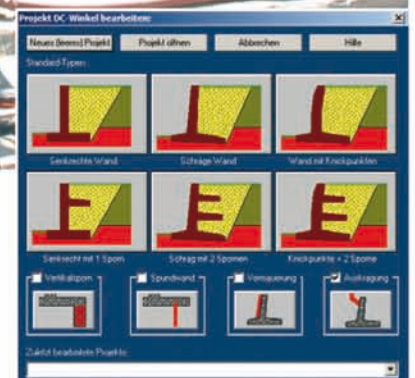 Projekt DC-Winkel bearbeiten:
Neues (leeres) Projekt Projekt öffnen Abbrechen Hilfe
Standard-Typen:
Senkrechte Wand Schräge Wand Wand mit Knickpunkten
Senkrecht mit 1 Sporn Schräg mit 2 Spornen Knickpunkte + 2 Sporne
Vertikalsporn Spundwand Vormauerung Auskragung
Zuletzt bearbeitete Projekte: